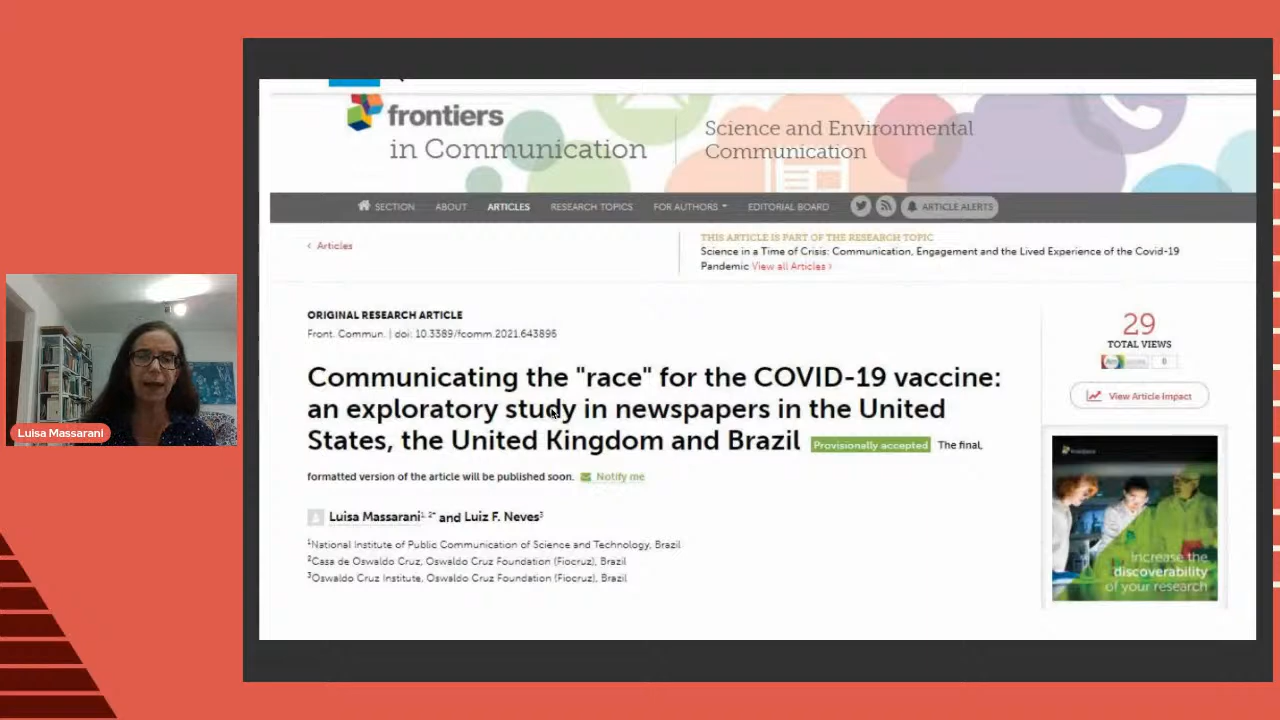 frontiers
in Communication
Science and Environmental
Communication
SECTION
ABOUT
ARTICLES
RESEARCH TOPICS
FOR AUTHORS
EDITORIAL BOARD
ARTICLE ALERTS
< Articles
THIS ARTICLE IS PART OF THE RESEARCH TOPIC
Science in a Time of Crisis: Communication, Engagement and the Lived Experience of the Covid-19
Pandemic View all Articles >
ORIGINAL RESEARCH ARTICLE
Front. Commun. | doi: 10.3389/fcomm.2021.643895
29
TOTAL VIEWS
0
View Article Impact
Communicating the "race" for the COVID-19 vaccine:
an exploratory study in newspapers in the United
States, the United Kingdom and Brazil Provisionally accepted The final,
formatted version of the article will be published soon. Notify me
Luisa Massarani
Luisa Massarani1, 2* and Luiz F. Neves3
1National Institute of Public Communication of Science and Technology, Brazil
2Casa de Oswaldo Cruz, Oswaldo Cruz Foundation (Fiocruz), Brazil
3Oswaldo Cruz Institute, Oswaldo Cruz Foundation (Fiocruz), Brazil
frontiers
Increase the
discoverability
of your research